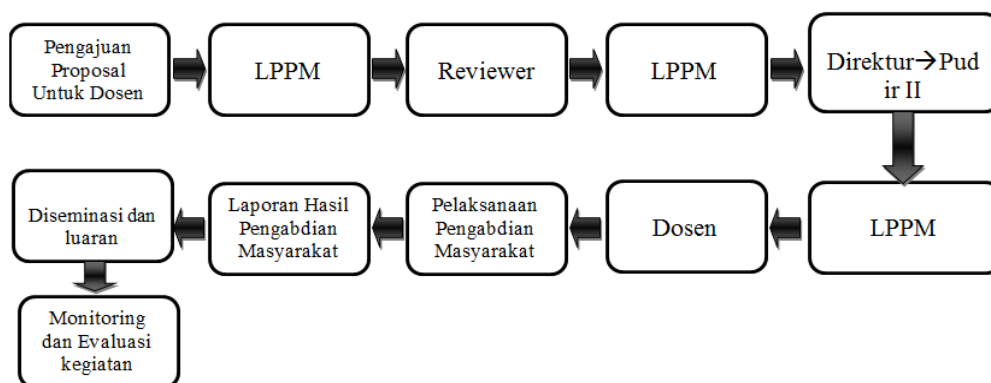 Pengajuan
Proposal
Untuk Dosen
LPPM
Reviewer
LPPM
Direktur→Pud
ir II
LPPM
Dosen
Pelaksanaan
Pengabdian
Masyarakat
Laporan Hasil
Pengabdian
Masyarakat
Diseminasi dan
luaran
Monitoring
dan Evaluasi
kegiatan